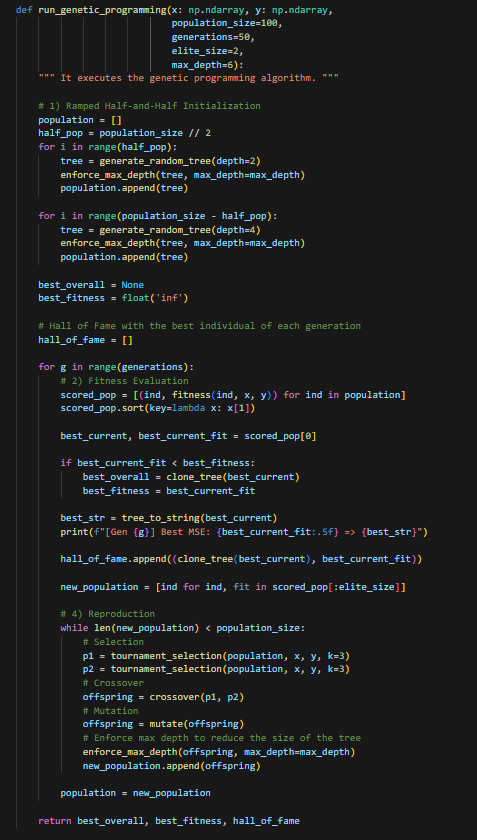 def run_genetic_programming(x: np.ndarray, y: np.ndarray,
population_size=100,
generations=50,
elite_size=2,
max_depth=6):
""" It executes the genetic programming algorithm. """
# 1) Ramped Half-and-Half Initialization
population = []
half_pop = population_size // 2
for i in range(half_pop):
tree = generate_random_tree(depth=2)
enforce_max_depth(tree, max_depth=max_depth)
population.append(tree)
for i in range(population_size - half_pop):
tree = generate_random_tree(depth=4)
enforce_max_depth(tree, max_depth=max_depth)
population.append(tree)
best_overall = None
best_fitness = float('inf')
# Hall of Fame with the best individual of each generation
hall_of_fame = []
for g in range(generations):
# 2) Fitness Evaluation
scored_pop = [(ind, fitness(ind, x, y)) for ind in population]
scored_pop.sort(key=lambda x: x[1])
best_current, best_current_fit = scored_pop[0]
if best_current_fit < best_fitness:
best_overall = clone_tree(best_current)
best_fitness = best_current_fit
best_str = tree_to_string(best_current)
print(f"[Gen {g}] Best MSE: {best_current_fit:.5f} => {best_str}")
hall_of_fame.append((clone_tree(best_current), best_current_fit))
new_population = [ind for ind, fit in scored_pop[:elite_size]]
# 4) Reproduction
while len(new_population) < population_size:
# Selection
p1 = tournament_selection(population, x, y, k=3)
p2 = tournament_selection(population, x, y, k=3)
# Crossover
offspring = crossover(p1, p2)
# Mutation
offspring = mutate(offspring)
# Enforce max depth to reduce the size of the tree
enforce_max_depth(offspring, max_depth=max_depth)
new_population.append(offspring)
population = new_population
return best_overall, best_fitness, hall_of_fame